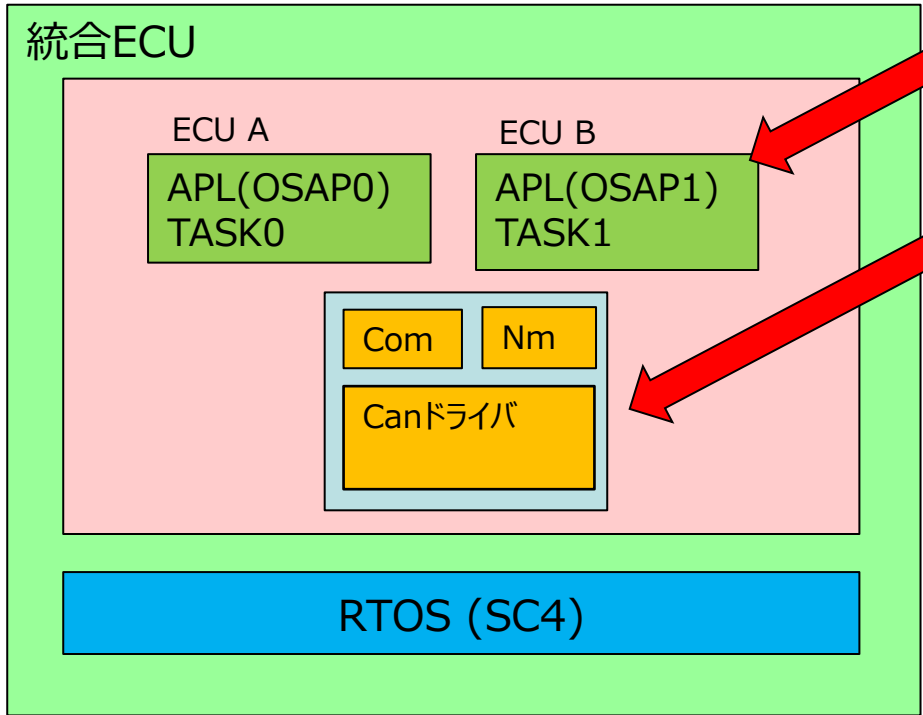 統合ECU
ECU A
ECU B
APL(OSAP0)
TASK0
APL(OSAP1)
TASK1
Com
Nm
Canドライバ
RTOS (SC4)